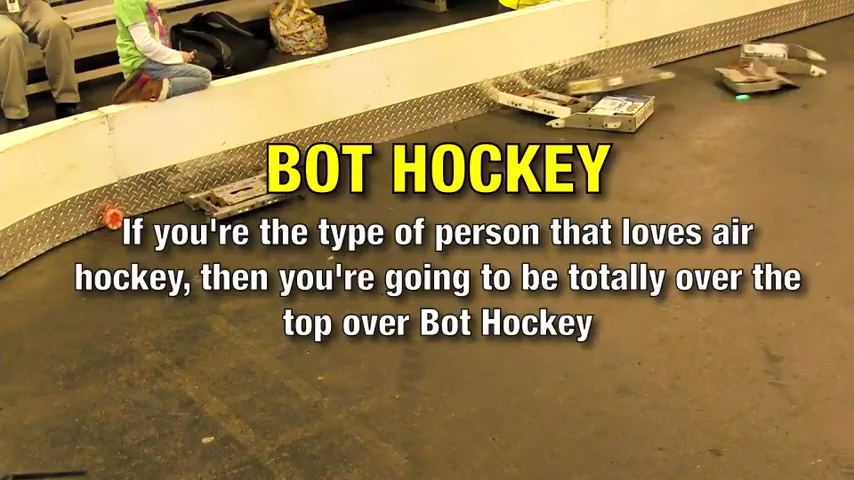 BOT HOCKEY
If you're the type of person that loves air
hockey, then you're going to be totally over the
top over Bot Hockey